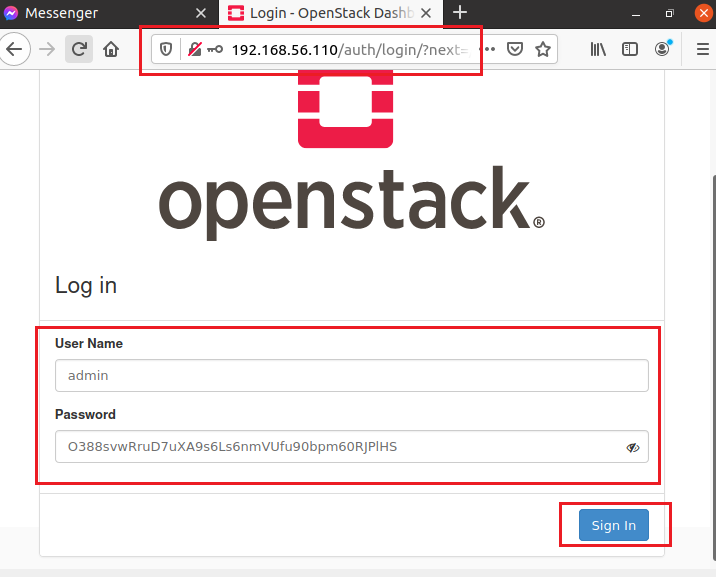 Messenger
Login - OpenStack Dashb
192.168.56.110/auth/login/?next=
openstack®
Log in
User Name
admin
Password
O388svwRruD7uXA9s6Ls6nmVUfu90bpm60RJPlHS
Sign In